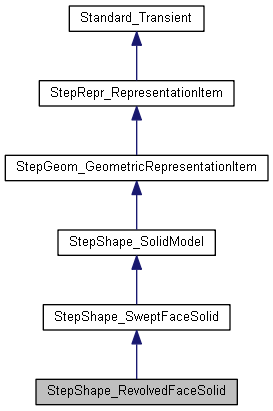 Standard_Transient
StepRepr_RepresentationItem
StepGeom_GeometricRepresentationItem
StepShape_SolidModel
StepShape_SweptFaceSolid
StepShape_RevolvedFaceSolid